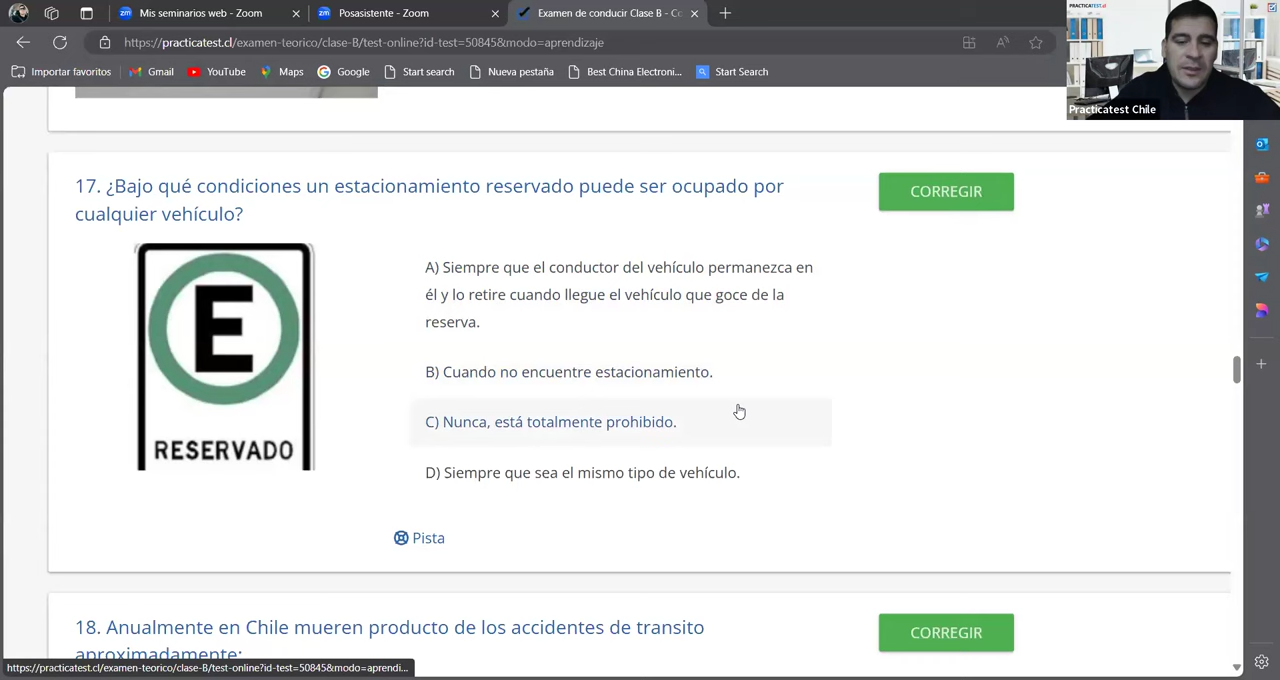 Mis seminarios web - Zoom
Posasistente - Zoom
Examen de conducir Clase B - Co
https://practicatest.cl/examen-teorico/clase-B/test-online?id-test=50845&modo=aprendizaje
Importar favoritos
Gmail
YouTube
Maps
Google
Start search
Nueva pestaña
Best China Electroni...
Start Search
PRACTICATEST.cl
Practicatest Chile
17. ¿Bajo qué condiciones un estacionamiento reservado puede ser ocupado por
cualquier vehículo?
CORREGIR
E
RESERVADO
A) Siempre que el conductor del vehículo permanezca en
él y lo retire cuando llegue el vehículo que goce de la
reserva.
B) Cuando no encuentre estacionamiento.
C) Nunca, está totalmente prohibido.
D) Siempre que sea el mismo tipo de vehículo.
Pista
18. Anualmente en Chile mueren producto de los accidentes de transito
aproximadamente:
CORREGIR
https://practicatest.cl/examen-teorico/clase-B/test-online?id-test=50845&modo=aprendi...